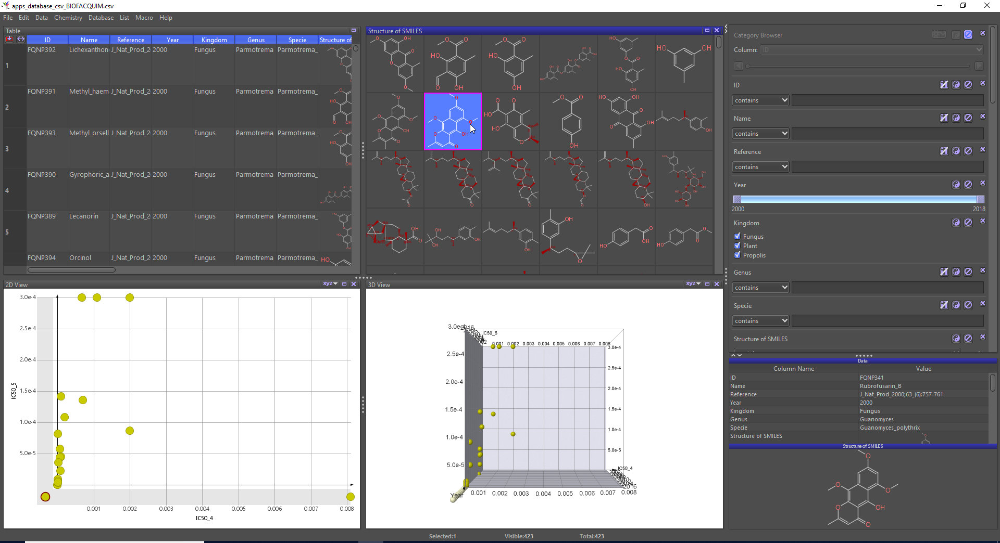 apps_database_csv_BIOFACQUIM.csv
File Edit Data Chemistry Database List Macro Help
Table
ID Name Reference Year Kingdom Genus Specie Structure of
1 FQNP392 Lichexanthon J_Nat_Prod_2 2000 Fungus Parmotrema Parmotrema_
2 FQNP391 Methyl_haem J_Nat_Prod_2 2000 Fungus Parmotrema Parmotrema_
3 FQNP393 Methyl_orsell J_Nat_Prod_2 2000 Fungus Parmotrema Parmotrema_
4 FQNP390 Gyrophoric_a J_Nat_Prod_2 2000 Fungus Parmotrema Parmotrema_
5 FQNP389 Lecanorin J_Nat_Prod_2 2000 Fungus Parmotrema Parmotrema_
FQNP394 Orcinol J_Nat_Prod_2 2000 Fungus Parmotrema Parmotrema_
Structure of SMILES
2D View
xyz
3.0e-4
2.5e-4
2.0e-4
1.5e-4
1.0e-4
5.0e-5
IC50_5
0.001 0.002 0.003 0.004 0.005 0.006 0.007 0.008
IC50_4
3D View
xyz
3.0e-4
2.5e-4
2.0e-4
1.5e-4
1.0e-4
5.0e-5
IC50_5
0.001 0.002 0.003 0.004 0.005 0.006 0.007 0.008
3.0e-4
2.5e-4
2.0e-4
1.5e-4
1.0e-4
5.0e-5
IC50_4
2016
Year
0.001 0.002 0.003 0.004 0.005 0.006 0.007 0.008
Category Browser
Column: ID
ID
contains
Name
contains
Reference
contains
Year
2000 2018
Kingdom
Fungus
Plant
Propolis
Genus
contains
Specie
contains
Structure of SMILES
Data
Column Name Value
ID FQNP341
Name Rubrofusarin_B
Reference J_Nat_Prod_2000;63_(6):757-761
Year 2000
Kingdom Fungus
Genus Guanomyces
Specie Guanomyces_polythrix
Structure of SMILES
Structure of SMILES
Selected:1 Visible:423 Total:423